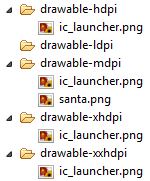 drawable-hdpi
ic_launcher.png
drawable-ldpi
drawable-mdpi
ic_launcher.png
santa.png
drawable-xhdpi
ic_launcher.png
drawable-xxhdpi
ic_launcher.png